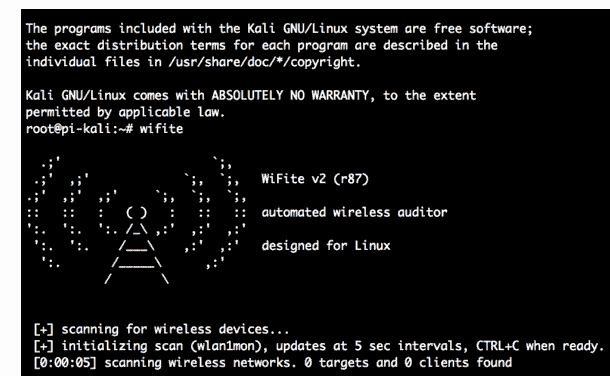 The programs included with the Kali GNU/Linux system are free software;
the exact distribution terms for each program are described in the
individual files in /usr/share/doc/*/copyright.
Kali GNU/Linux comes with ABSOLUTELY NO WARRANTY, to the extent
permitted by applicable law.
root@pi-kali:~# wifite
WiFite v2 (r87)
automated wireless auditor
designed for Linux
[+] scanning for wireless devices...
[+] initializing scan (wlan1mon), updates at 5 sec intervals, CTRL+C when ready.
[0:00:05] scanning wireless networks. 0 targets and 0 clients found